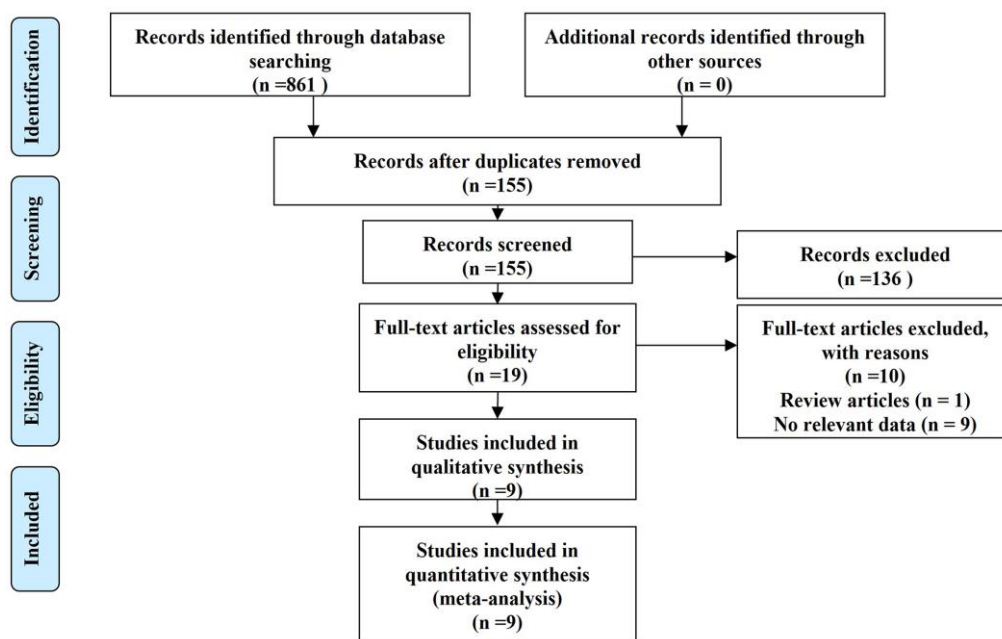 Identification
Records identified through database
searching
(n =861 )
Additional records identified through
other sources
(n = 0)
Records after duplicates removed
(n =155)
Screening
Records screened
(n =155)
Records excluded
(n =136 )
Eligibility
Full-text articles assessed for
eligibility
(n =19)
Full-text articles excluded,
with reasons
(n =10)
Review articles (n = 1)
No relevant data (n = 9)
Studies included in
qualitative synthesis
(n =9)
Included
Studies included in
quantitative synthesis
(meta-analysis)
(n =9)